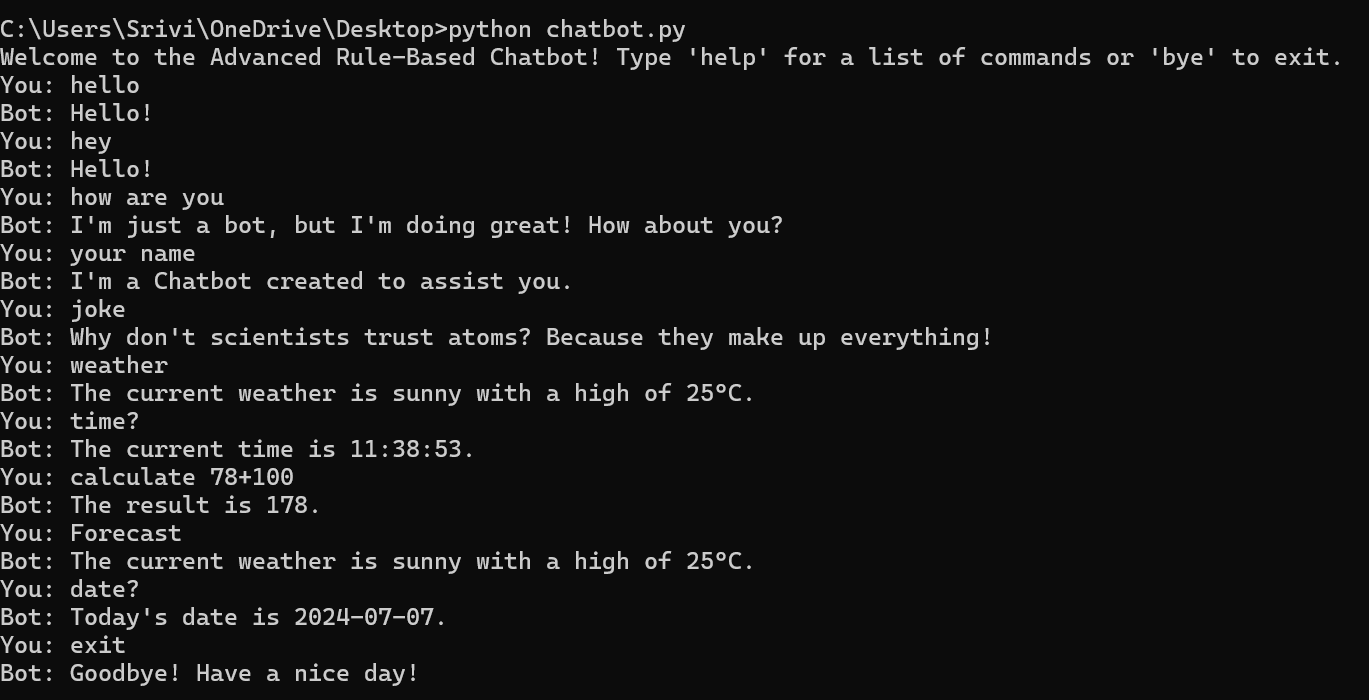 C:\Users\Srivi\OneDrive\Desktop>python chatbot.py
Welcome to the Advanced Rule-Based Chatbot! Type 'help' for a list of commands or 'bye' to exit.
You: hello
Bot: Hello!
You: hey
Bot: Hello!
You: how are you
Bot: I'm just a bot, but I'm doing great! How about you?
You: your name
Bot: I'm a Chatbot created to assist you.
You: joke
Bot: Why don't scientists trust atoms? Because they make up everything!
You: weather
Bot: The current weather is sunny with a high of 25°C.
You: time?
Bot: The current time is 11:38:53.
You: calculate 78+100
Bot: The result is 178.
You: Forecast
Bot: The current weather is sunny with a high of 25°C.
You: date?
Bot: Today's date is 2024-07-07.
You: exit
Bot: Goodbye! Have a nice day!